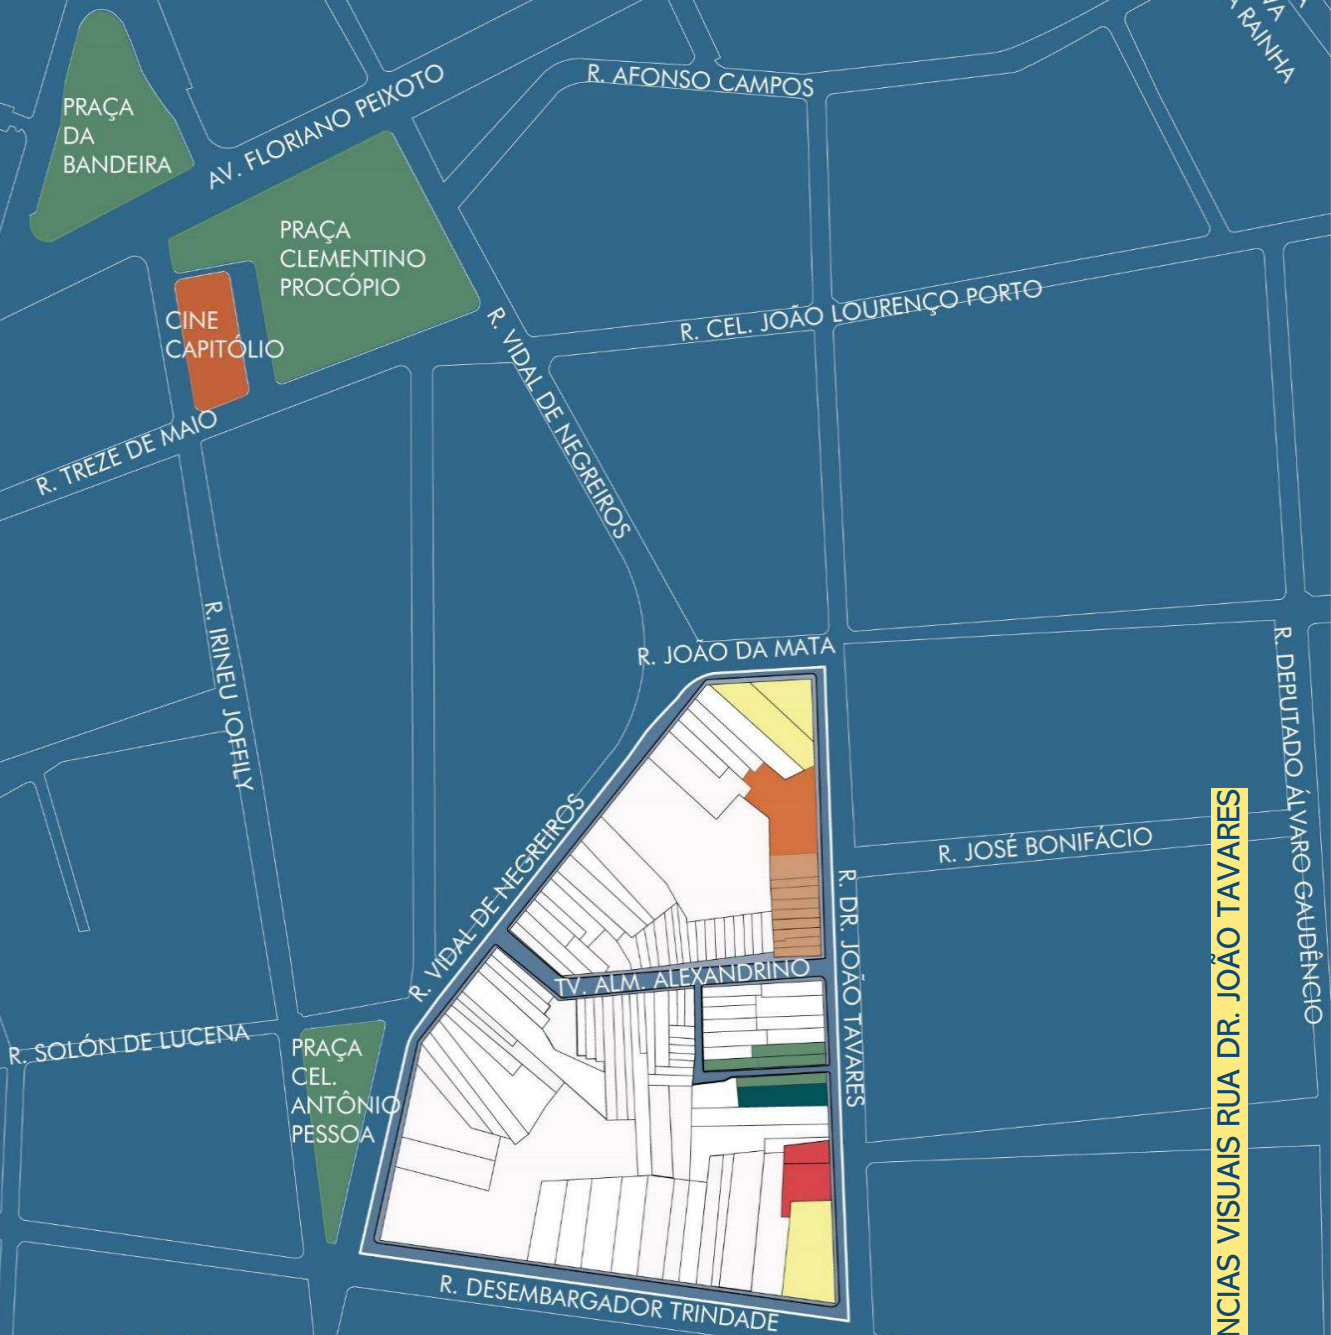 A RAINHA
R. AFONSO CAMPOS
AV. FLORIANO PEIXOTO
PRAÇA
DA
BANDEIRA
PRAÇA
CLEMENTINO
PROCÓPIO
CINE
CAPITÓLIO
R. CEL. JOÃO LOURENÇO PORTO
R. VIDAL DE NEGREIROS
R. TREZE DE MAIO
R. IRINEU JOFFILY
R. JOÃO DA MATA
R. DEPUTADO ÁLVARO GAUDÊNCIO
R. VIDAL DE NEGREIROS
R. JOSÉ BONIFÁCIO
R. DR. JOÃO TAVARES
TV. ALM. ALEXANDRINO
R. SOLÓN DE LUCENA
PRAÇA
CEL.
ANTÔNIO
PESSOA
R. DESEMBARGADOR TRINDADE
NCIAS VISUAIS RUA DR. JOÃO TAVARES